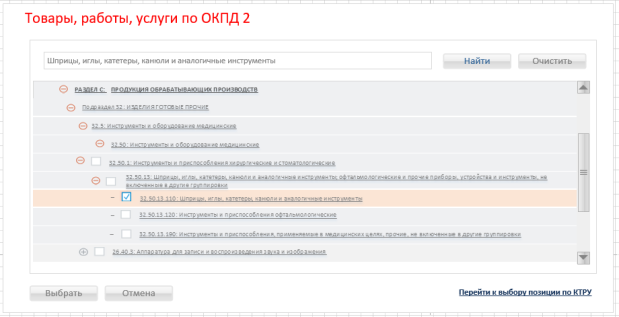 Товары, работы, услуги по ОКПД 2
Шприцы, иглы, катетеры, канюли и аналогичные инструменты
Найти
Очистить
РАЗДЕЛ C: ПРОДУКЦИЯ ОБРАБАТЫВАЮЩИХ ПРОИЗВОДСТВ
Подраздел 32: ИЗДЕЛИЯ ГОТОВЫЕ ПРОЧИЕ
32.5: Инструменты и оборудование медицинские
32.50: Инструменты и оборудование медицинские
32.50.1: Инструменты и приспособления хирургические и стоматологические
32.50.13: Шприцы, иглы, катетеры, канюли и аналогичные инструменты; офтальмологические и прочие приборы, устройства и инструменты, не
включенные в другие группировки
32.50.13.110: Шприцы, иглы, катетеры, канюли и аналогичные инструменты
32.50.13.120: Инструменты и приспособления офтальмологические
32.50.13.190: Инструменты и приспособления, применяемые в медицинских целях, прочие, не включенные в другие группировки
26.40.3: Аппаратура для записи и воспроизведения звука и изображения
Выбрать
Отмена
Перейти к выбору позиции по КТРУ